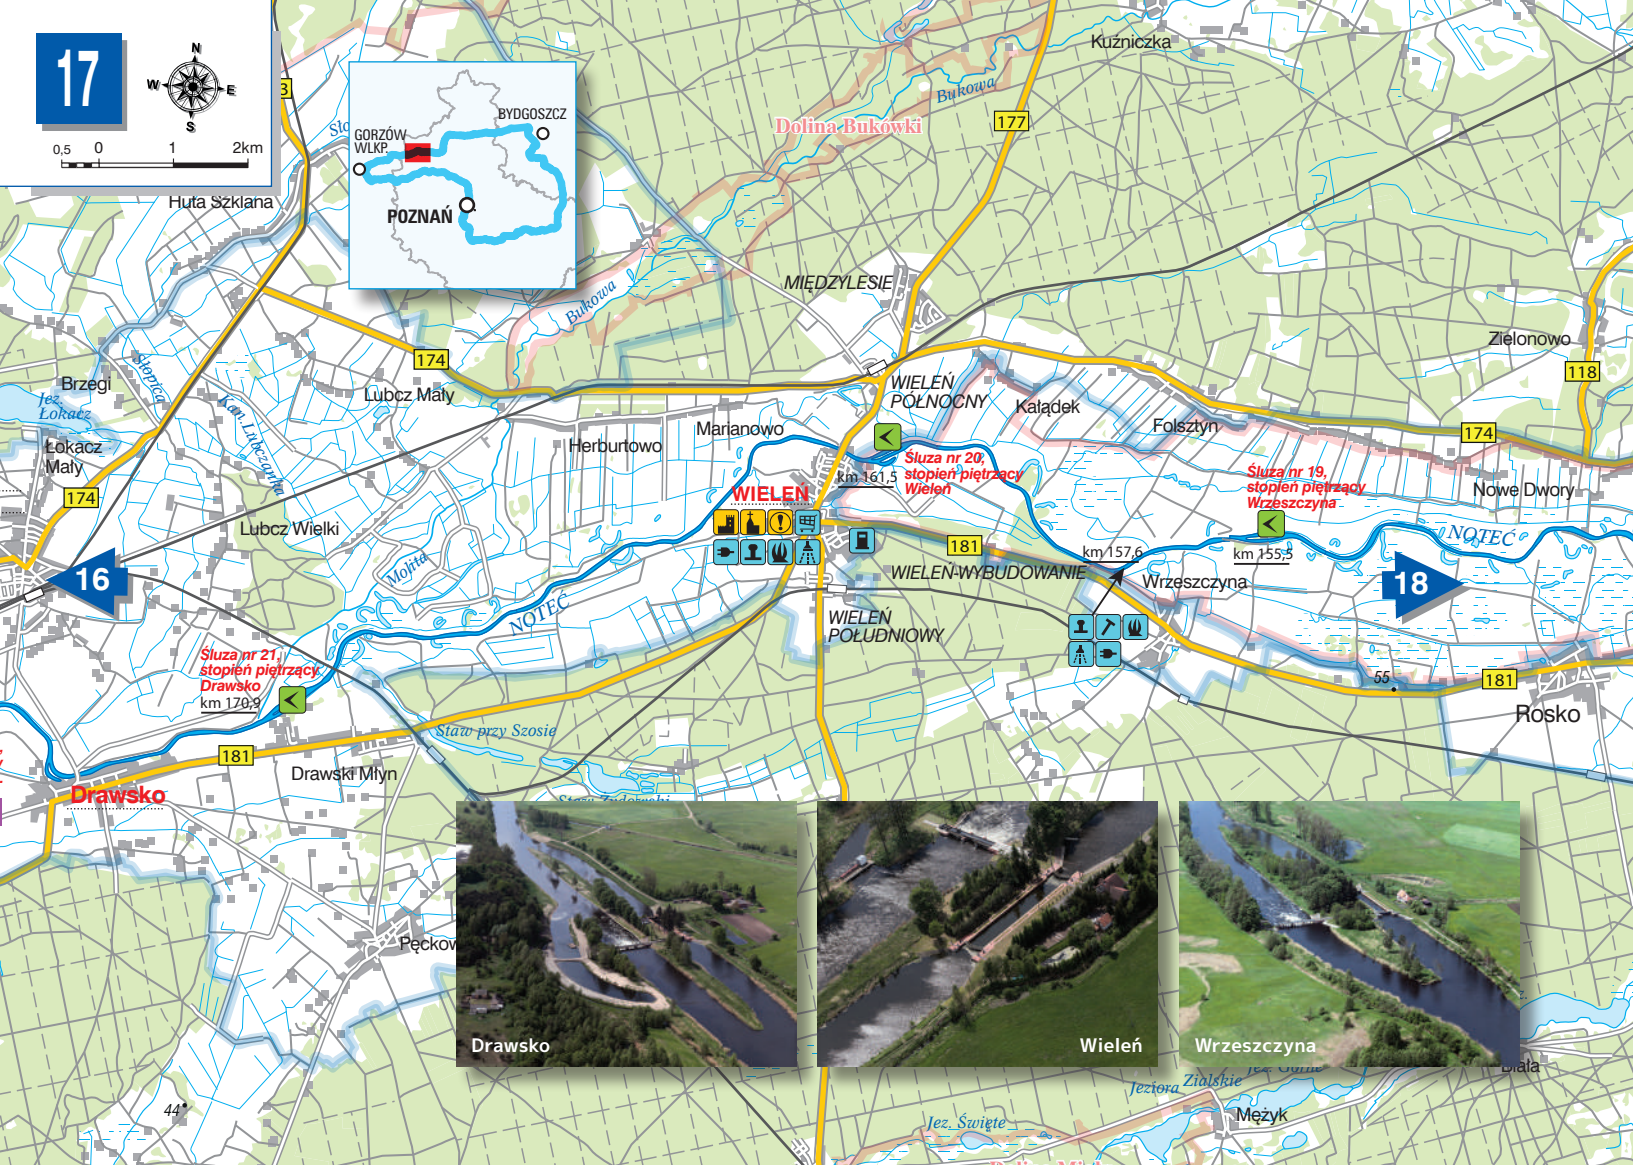 17
N
W
E
S
0,5 0 1 2km
BYDGOSZCZ
GORZÓW
WLKP.
POZNAŃ
3
Kuźniczka
Bukowa
177
Dolina Bukówki
Huta Szklana
MIĘDZYLESIE
Bukowa
Zielonowo
118
174
Lubcz Mały
Brzegi
Jez.
Łokacz
Słopica
Kan. Lubczanka
Łokacz
Mały
174
Lubcz Wielki
Herburtowo
Marianowo
WIELEŃ
PÓŁNOCNY
Kałądek
Folsztyn
174
Nowe Dwory
Śluza nr 20,
stopień piętrzący
Wieleń
km 161,5
WIELEŃ
Śluza nr 19,
stopień piętrzący
Wrzeszczyna
km 155,5
NOTEĆ
181
km 157,6
WIELEŃ-WYBUDOWANIE
Wrzeszczyna
16
18
Mokita
NOTEĆ
WIELEŃ
POŁUDNIOWY
Śluza nr 21,
stopień piętrzący
Drawsko
km 170,9
55
181
Rosko
Staw przy Szosie
181
Drawski Młyn
Drawsko
Pęckow
44
Drawsko
Wieleń
Wrzeszczyna
Jez. Górne
Biała
Jeziora Zialskie
Mężyk
Jez. Święte